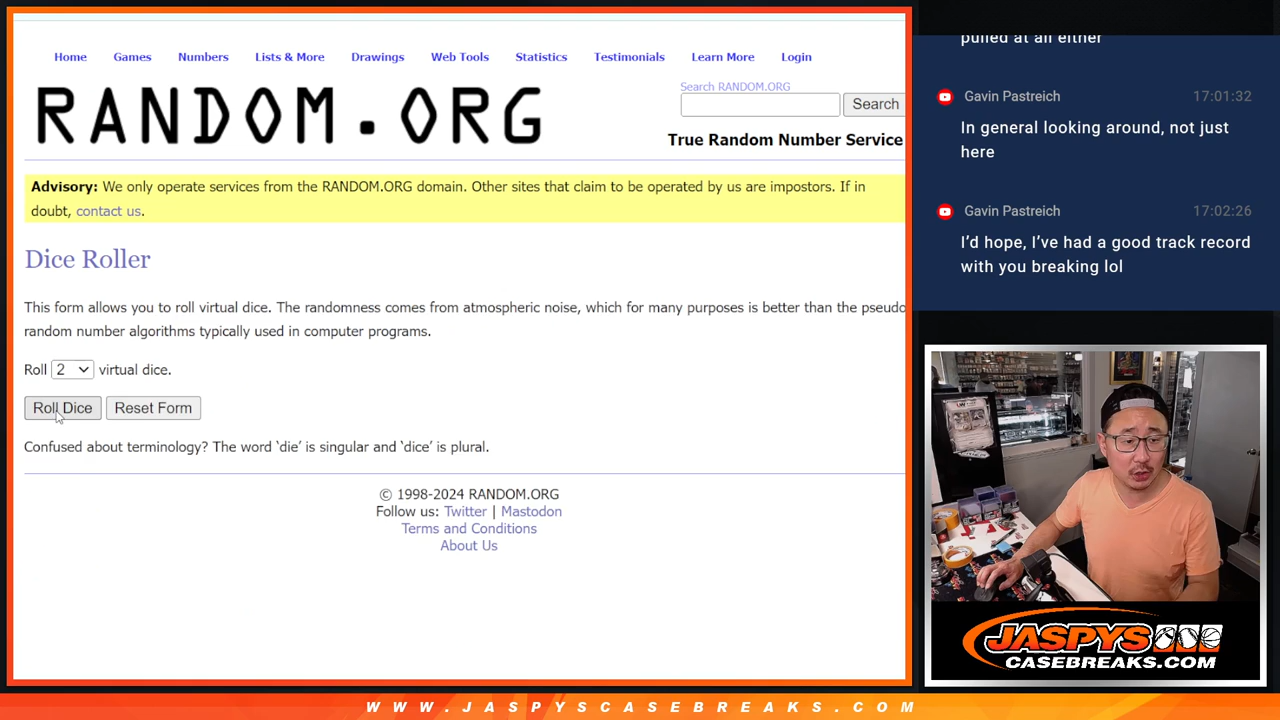 Home Games Numbers Lists & More Drawings Web Tools Statistics Testimonials Learn More Login
RANDOM.ORG
Search RANDOM.ORG
Search
True Random Number Service
Advisory: We only operate services from the RANDOM.ORG domain. Other sites that claim to be operated by us are impostors. If in
doubt, contact us.
Dice Roller
This form allows you to roll virtual dice. The randomness comes from atmospheric noise, which for many purposes is better than the pseudo
random number algorithms typically used in computer programs.
Roll 2 virtual dice.
Roll Dice Reset Form
Confused about terminology? The word ‘die’ is singular and ‘dice’ is plural.
© 1998-2024 RANDOM.ORG
Follow us: Twitter | Mastodon
Terms and Conditions
About Us
pulled at all either
Gavin Pastreich 17:01:32
In general looking around, not just
here
Gavin Pastreich 17:02:26
I’d hope, I’ve had a good track record
with you breaking lol
JASPYS
CASEBREAKS.COM
WWW.JASPYSCASEBREAKS.COM